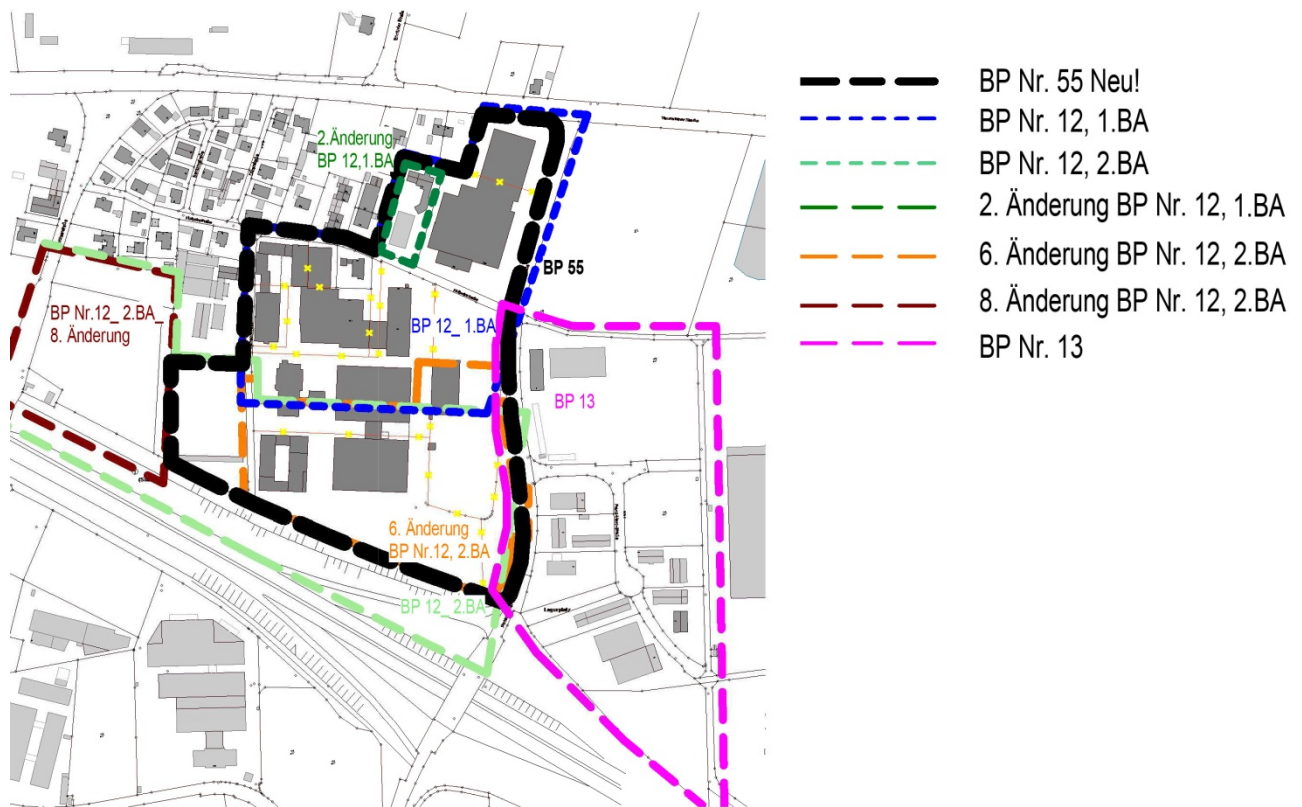 2.Änderung
BP 12,1.BA
BP 55
BP Nr.12_ 2.BA_
8. Änderung
BP 12_ 1.BA
BP 13
6. Änderung
BP Nr.12, 2.BA
BP 12_ 2.BA
Lagerplatz
BP Nr. 55 Neu!
BP Nr. 12, 1.BA
BP Nr. 12, 2.BA
2. Änderung BP Nr. 12, 1.BA
6. Änderung BP Nr. 12, 2.BA
8. Änderung BP Nr. 12, 2.BA
BP Nr. 13